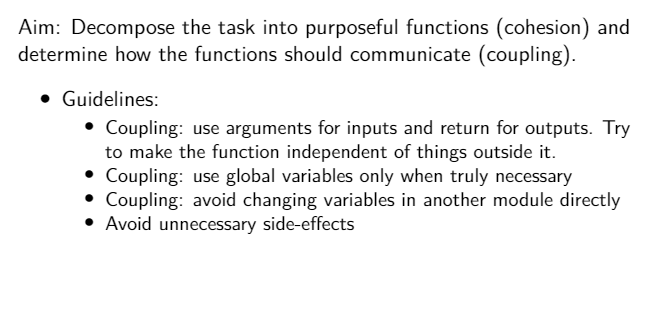 Aim: Decompose the task into purposeful functions (cohesion) and
determine how the functions should communicate (coupling).
• Guidelines:
• Coupling: use arguments for inputs and return for outputs. Try
to make the function independent of things outside it.
• Coupling: use global variables only when truly necessary
• Coupling: avoid changing variables in another module directly
• Avoid unnecessary side-effects